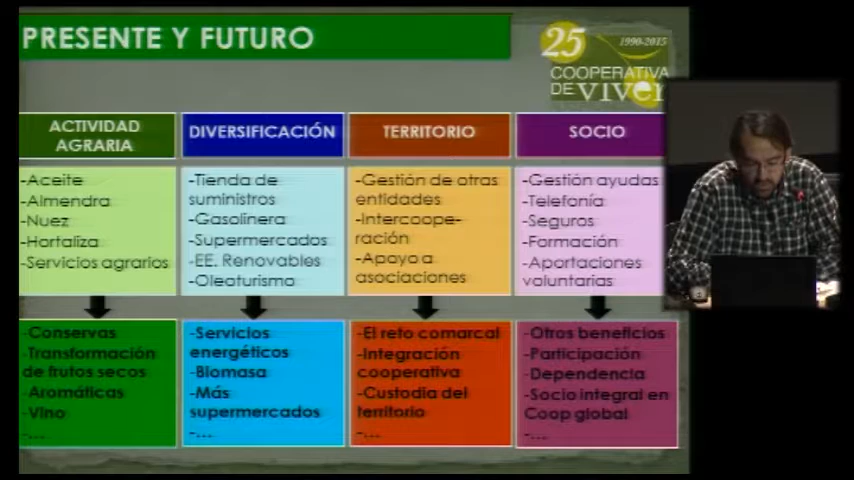 PRESENTE Y FUTURO
25
1990-2015
COOPERATIVA
DE viver
ACTIVIDAD
AGRARIA
-Aceite
-Almendra
-Nuez
-Hortaliza
-Servicios agrarios
-Conservas
-Transformación
de frutos secos
-Aromáticas
-Vino
-...
DIVERSIFICACIÓN
-Tienda de
suministros
-Gasolinera
-Supermercados
-EE. Renovables
-Oleoturismo
-Servicios
energéticos
-Biomasa
-Más
supermercados
-...
TERRITORIO
-Gestión de otras
entidades
-Intercoope-
ración
-Apoyo a
asociaciones
-El reto comarcal
-Integración
cooperativa
-Custodia del
territorio
-...
SOCIO
-Gestión ayudas
-Telefonía
-Seguros
-Formación
-Aportaciones
voluntarias
-Otros beneficios
-Participación
-Dependencia
-Socio integral en
Coop global
-...